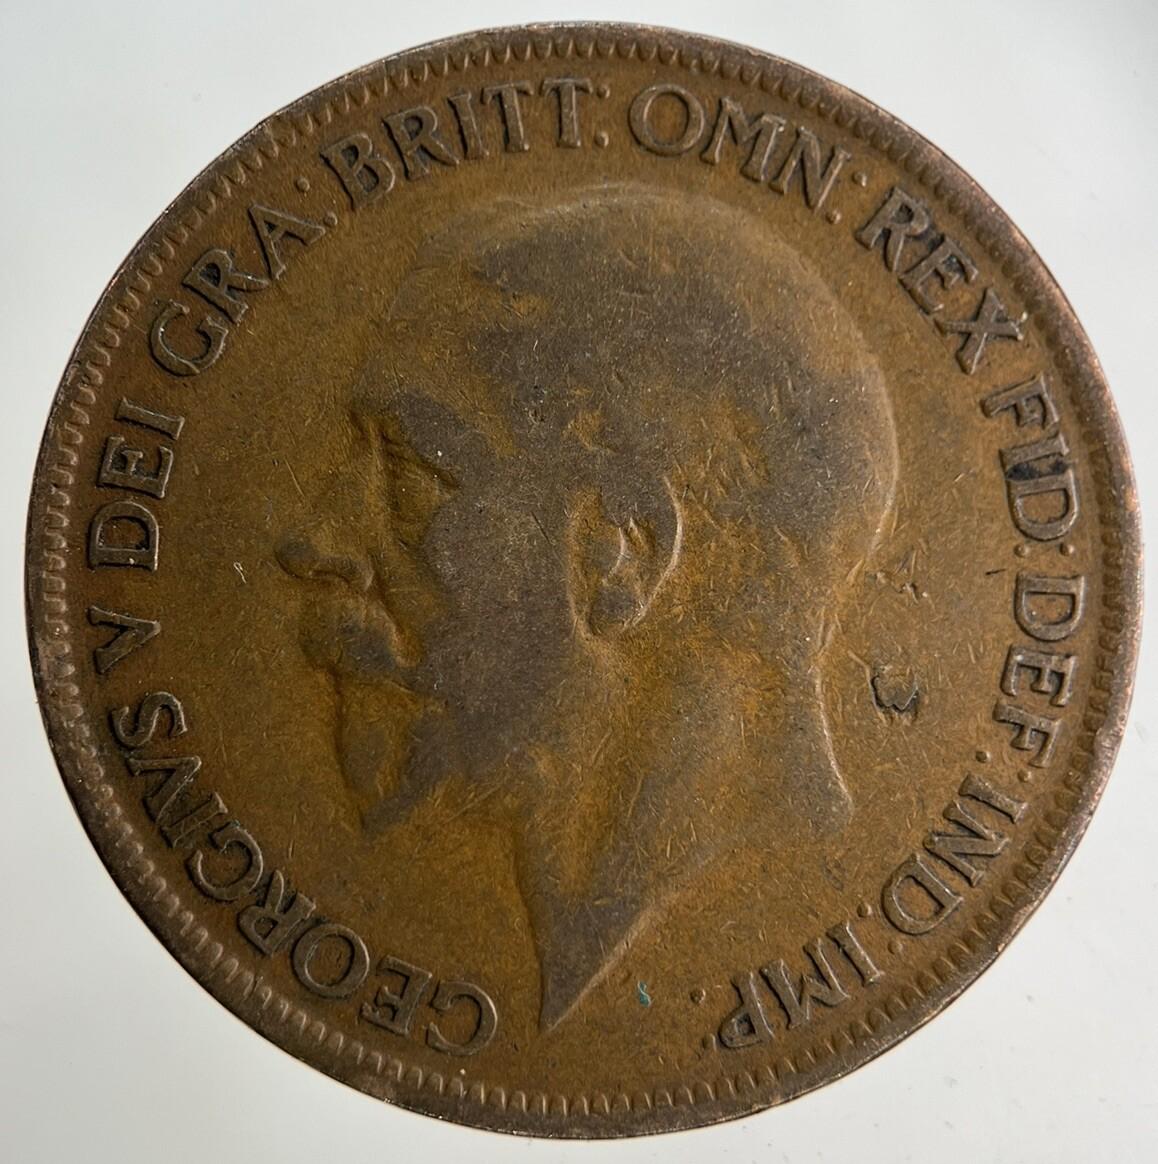 GEORGIVS V DEI GRA: BRITT: OMN: REX FID: DEF: IND: IMP: